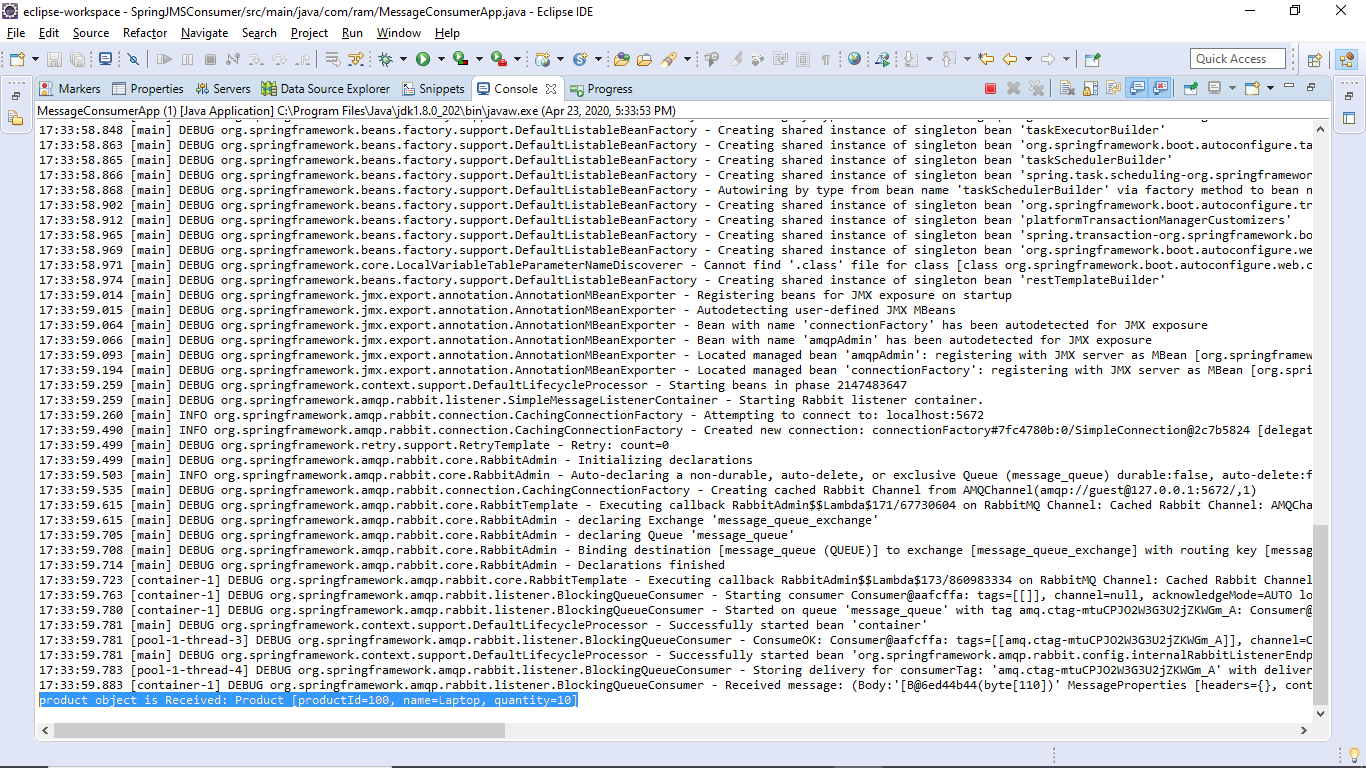 eclipse-workspace - SpringJMSConsumer/src/main/java/com/ram/MessageConsumerApp.java - Eclipse IDE
File Edit Source Refactor Navigate Search Project Run Window Help
Quick Access
Markers Properties Servers Data Source Explorer Snippets Console Progress
MessageConsumerApp (1) [Java Application] C:\Program Files\Java\jdk1.8.0_202\bin\javaw.exe (Apr 23, 2020, 5:33:53 PM)
17:33:58.848 [main] DEBUG org.springframework.beans.factory.support.DefaultListableBeanFactory - Creating shared instance of singleton bean 'taskExecutorBuilder'
17:33:58.863 [main] DEBUG org.springframework.beans.factory.support.DefaultListableBeanFactory - Creating shared instance of singleton bean 'org.springframework.boot.autoconfigure.ta
17:33:58.865 [main] DEBUG org.springframework.beans.factory.support.DefaultListableBeanFactory - Creating shared instance of singleton bean 'taskSchedulerBuilder'
17:33:58.866 [main] DEBUG org.springframework.beans.factory.support.DefaultListableBeanFactory - Creating shared instance of singleton bean 'spring.task.scheduling-org.springframewor
17:33:58.868 [main] DEBUG org.springframework.beans.factory.support.DefaultListableBeanFactory - Autowiring by type from bean name 'taskSchedulerBuilder' via factory method to bean n
17:33:58.902 [main] DEBUG org.springframework.beans.factory.support.DefaultListableBeanFactory - Creating shared instance of singleton bean 'org.springframework.boot.autoconfigure.tr
17:33:58.912 [main] DEBUG org.springframework.beans.factory.support.DefaultListableBeanFactory - Creating shared instance of singleton bean 'platformTransactionManagerCustomizers'
17:33:58.965 [main] DEBUG org.springframework.beans.factory.support.DefaultListableBeanFactory - Creating shared instance of singleton bean 'spring.transaction-org.springframework.bo
17:33:58.969 [main] DEBUG org.springframework.beans.factory.support.DefaultListableBeanFactory - Creating shared instance of singleton bean 'org.springframework.boot.autoconfigure.we
17:33:58.971 [main] DEBUG org.springframework.core.LocalVariableTableParameterNameDiscoverer - Cannot find '.class' file for class [class org.springframework.boot.autoconfigure.web.c
17:33:58.974 [main] DEBUG org.springframework.beans.factory.support.DefaultListableBeanFactory - Creating shared instance of singleton bean 'restTemplateBuilder'
17:33:59.014 [main] DEBUG org.springframework.jmx.export.annotation.AnnotationMBeanExporter - Registering beans for JMX exposure on startup
17:33:59.015 [main] DEBUG org.springframework.jmx.export.annotation.AnnotationMBeanExporter - Autodetecting user-defined JMX MBeans
17:33:59.064 [main] DEBUG org.springframework.jmx.export.annotation.AnnotationMBeanExporter - Bean with name 'connectionFactory' has been autodetected for JMX exposure
17:33:59.066 [main] DEBUG org.springframework.jmx.export.annotation.AnnotationMBeanExporter - Bean with name 'amqpAdmin' has been autodetected for JMX exposure
17:33:59.093 [main] DEBUG org.springframework.jmx.export.annotation.AnnotationMBeanExporter - Located managed bean 'amqpAdmin': registering with JMX server as MBean [org.springframew
17:33:59.194 [main] DEBUG org.springframework.jmx.export.annotation.AnnotationMBeanExporter - Located managed bean 'connectionFactory': registering with JMX server as MBean [org.spri
17:33:59.259 [main] DEBUG org.springframework.context.support.DefaultLifecycleProcessor - Starting beans in phase 2147483647
17:33:59.259 [main] DEBUG org.springframework.amqp.rabbit.listener.SimpleMessageListenerContainer - Starting Rabbit listener container.
17:33:59.260 [main] INFO org.springframework.amqp.rabbit.connection.CachingConnectionFactory - Attempting to connect to: localhost:5672
17:33:59.490 [main] INFO org.springframework.amqp.rabbit.connection.CachingConnectionFactory - Created new connection: connectionFactory#7fc4780b:0/SimpleConnection@2c7b5824 [delegat
17:33:59.499 [main] DEBUG org.springframework.retry.support.RetryTemplate - Retry: count=0
17:33:59.499 [main] DEBUG org.springframework.amqp.rabbit.core.RabbitAdmin - Initializing declarations
17:33:59.503 [main] INFO org.springframework.amqp.rabbit.core.RabbitAdmin - Auto-declaring a non-durable, auto-delete, or exclusive Queue (message_queue) durable:false, auto-delete:f
17:33:59.535 [main] DEBUG org.springframework.amqp.rabbit.connection.CachingConnectionFactory - Creating cached Rabbit Channel from AMQChannel(amqp://guest@127.0.0.1:5672/,1)
17:33:59.615 [main] DEBUG org.springframework.amqp.rabbit.core.RabbitTemplate - Executing callback RabbitAdmin$$Lambda$171/67730604 on RabbitMQ Channel: Cached Rabbit Channel: AMQCha
17:33:59.615 [main] DEBUG org.springframework.amqp.rabbit.core.RabbitAdmin - declaring Exchange 'message_queue_exchange'
17:33:59.705 [main] DEBUG org.springframework.amqp.rabbit.core.RabbitAdmin - declaring Queue 'message_queue'
17:33:59.708 [main] DEBUG org.springframework.amqp.rabbit.core.RabbitAdmin - Binding destination [message_queue (QUEUE)] to exchange [message_queue_exchange] with routing key [messag
17:33:59.714 [main] DEBUG org.springframework.amqp.rabbit.core.RabbitAdmin - Declarations finished
17:33:59.723 [container-1] DEBUG org.springframework.amqp.rabbit.core.RabbitTemplate - Executing callback RabbitAdmin$$Lambda$173/860983334 on RabbitMQ Channel: Cached Rabbit Channel
17:33:59.763 [container-1] DEBUG org.springframework.amqp.rabbit.listener.BlockingQueueConsumer - Starting consumer Consumer@aafcffa: tags=[[]], channel=null, acknowledgeMode=AUTO lo
17:33:59.780 [container-1] DEBUG org.springframework.amqp.rabbit.listener.BlockingQueueConsumer - Started on queue 'message_queue' with tag amq.ctag-mtuCPJO2W3G3U2jZKWGm_A: Consumer@
17:33:59.781 [main] DEBUG org.springframework.context.support.DefaultLifecycleProcessor - Successfully started bean 'container'
17:33:59.781 [pool-1-thread-3] DEBUG org.springframework.amqp.rabbit.listener.BlockingQueueConsumer - ConsumeOK: Consumer@aafcffa: tags=[[amq.ctag-mtuCPJO2W3G3U2jZKWGm_A]], channel=C
17:33:59.781 [main] DEBUG org.springframework.context.support.DefaultLifecycleProcessor - Successfully started bean 'org.springframework.amqp.rabbit.config.internalRabbitListenerEndp
17:33:59.783 [pool-1-thread-4] DEBUG org.springframework.amqp.rabbit.listener.BlockingQueueConsumer - Storing delivery for consumerTag: 'amq.ctag-mtuCPJO2W3G3U2jZKWGm_A' with deliver
17:33:59.883 [container-1] DEBUG org.springframework.amqp.rabbit.listener.BlockingQueueConsumer - Received message: (Body:'[B@6ed44b44(byte[110])' MessageProperties [headers={}, cont
product object is Received: Product [productId=100, name=Laptop, quantity=10]